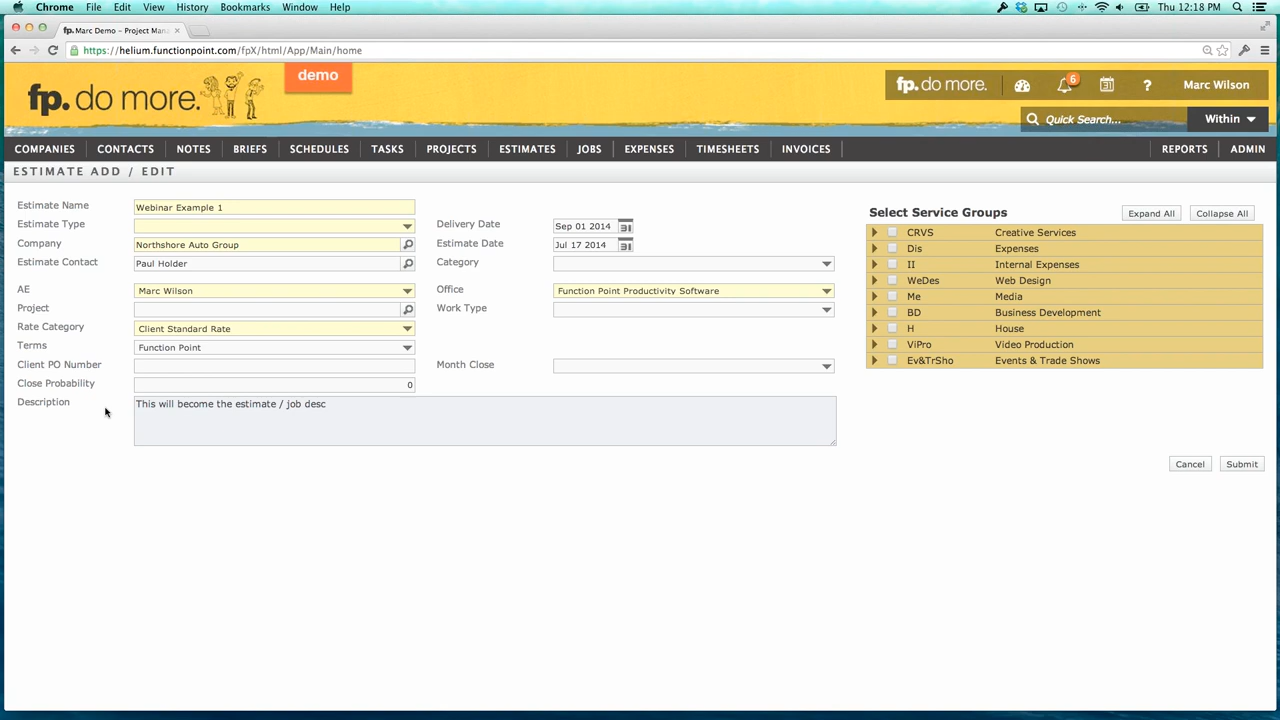 Chrome File Edit View History Bookmarks Window Help Thu 12:18 PM
fp. Marc Demo – Project Man
https://helium.functionpoint.com/fpX/html/App/Main/home
fp. do more.
demo
fp. do more. 6 31 ? Marc Wilson
Quick Search... Within
COMPANIES CONTACTS NOTES BRIEFS SCHEDULES TASKS PROJECTS ESTIMATES JOBS EXPENSES TIMESHEETS INVOICES REPORTS ADMIN
ESTIMATE ADD / EDIT
Estimate Name Webinar Example 1
Estimate Type
Delivery Date Sep 01 2014 31
Company Northshore Auto Group
Estimate Date Jul 17 2014 31
Estimate Contact Paul Holder
Category
AE Marc Wilson
Office Function Point Productivity Software
Project
Work Type
Rate Category Client Standard Rate
Terms Function Point
Client PO Number
Month Close
Close Probability 0
Description This will become the estimate / job desc
Select Service Groups Expand All Collapse All
CRVS Creative Services
Dis Expenses
II Internal Expenses
WeDes Web Design
Me Media
BD Business Development
H House
ViPro Video Production
Ev&TrSho Events & Trade Shows
Cancel Submit